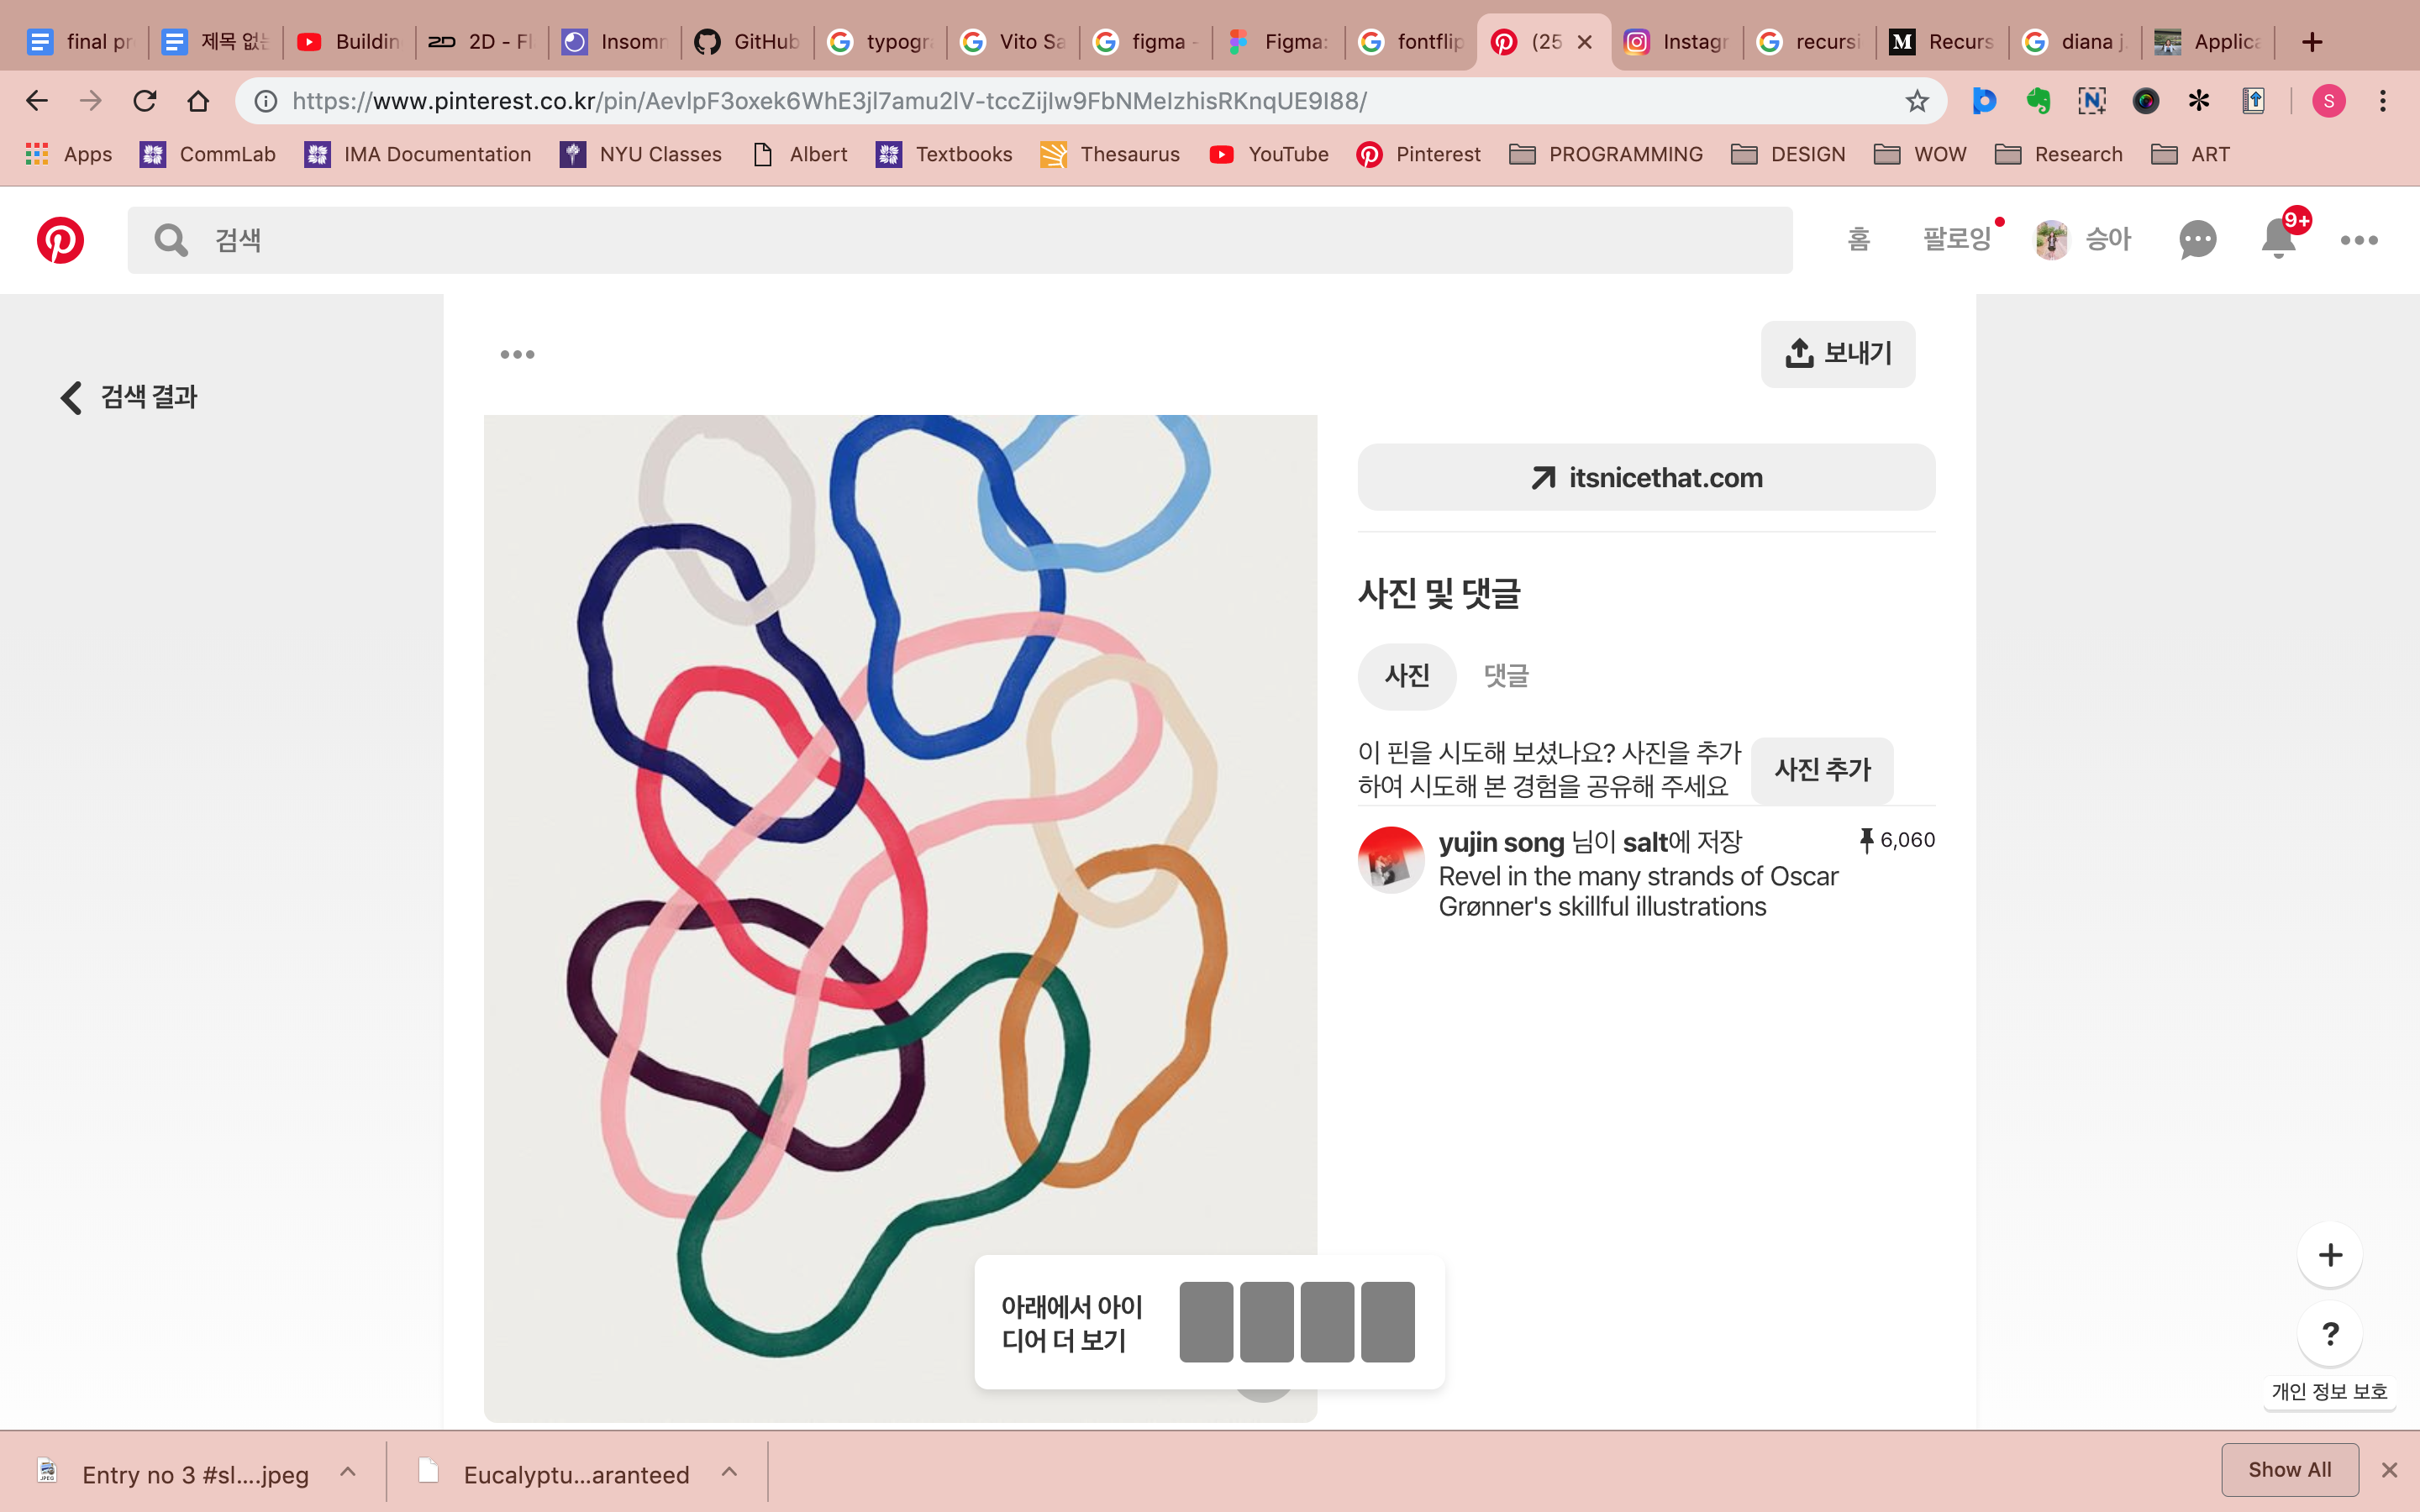 final pr
제목 없는
Buildin
2D - Fl
Insomn
GitHub
typogra
Vito Sa
figma -
Figma:
fontflip
(25
Instagr
recursi
Recurs
diana j
Applica
https://www.pinterest.co.kr/pin/AevlpF3oxek6WhE3jl7amu2lV-tccZijlw9FbNMelzhisRKnqUE9I88/
S
Apps
CommLab
IMA Documentation
NYU Classes
Albert
Textbooks
Thesaurus
YouTube
Pinterest
PROGRAMMING
DESIGN
WOW
Research
ART
검색
홈
팔로잉
승아
9+
검색 결과
보내기
itsnicethat.com
사진 및 댓글
사진
댓글
이 핀을 시도해 보셨나요? 사진을 추가
하여 시도해 본 경험을 공유해 주세요
사진 추가
yujin song 님이 salt에 저장
6,060
Revel in the many strands of Oscar
Grønner's skillful illustrations
아래에서 아이
디어 더 보기
?
개인 정보 보호
Entry no 3 #sl....jpeg
Eucalyptu...aranteed
Show All